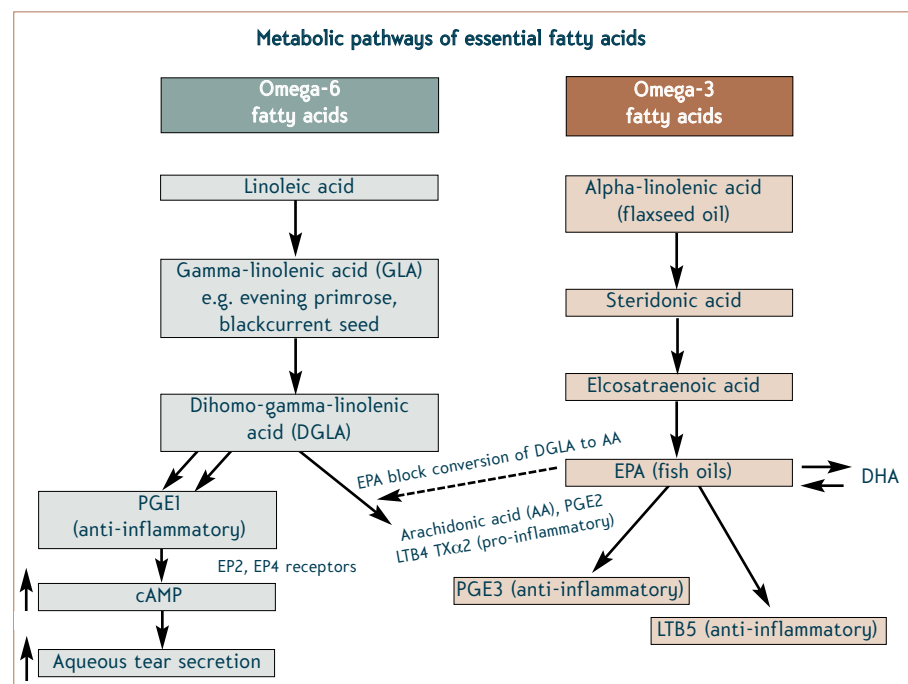 Metabolic pathways of essential fatty acids
Omega-6
fatty acids
Omega-3
fatty acids
Linoleic acid
Alpha-linolenic acid
(flaxseed oil)
Gamma-linolenic acid (GLA)
e.g. evening primrose,
blackcurrent seed
Steridonic acid
Dihomo-gamma-linolenic
acid (DGLA)
Elcosatraenoic acid
EPA block conversion of DGLA to AA
EPA (fish oils)
DHA
PGE1
(anti-inflammatory)
Arachidonic acid (AA), PGE2
LTB4 TXα2 (pro-inflammatory)
EP2, EP4 receptors
cAMP
PGE3 (anti-inflammatory)
LTB5 (anti-inflammatory)
Aqueous tear secretion